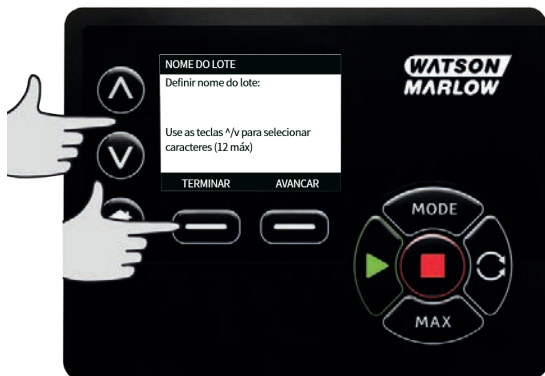 NOME DO LOTE
Definir nome do lote:
Use as teclas ^/v para selecionar
caracteres (12 máx)
TERMINAR AVANCAR
WATSON
MARLOW
MODE
MAX